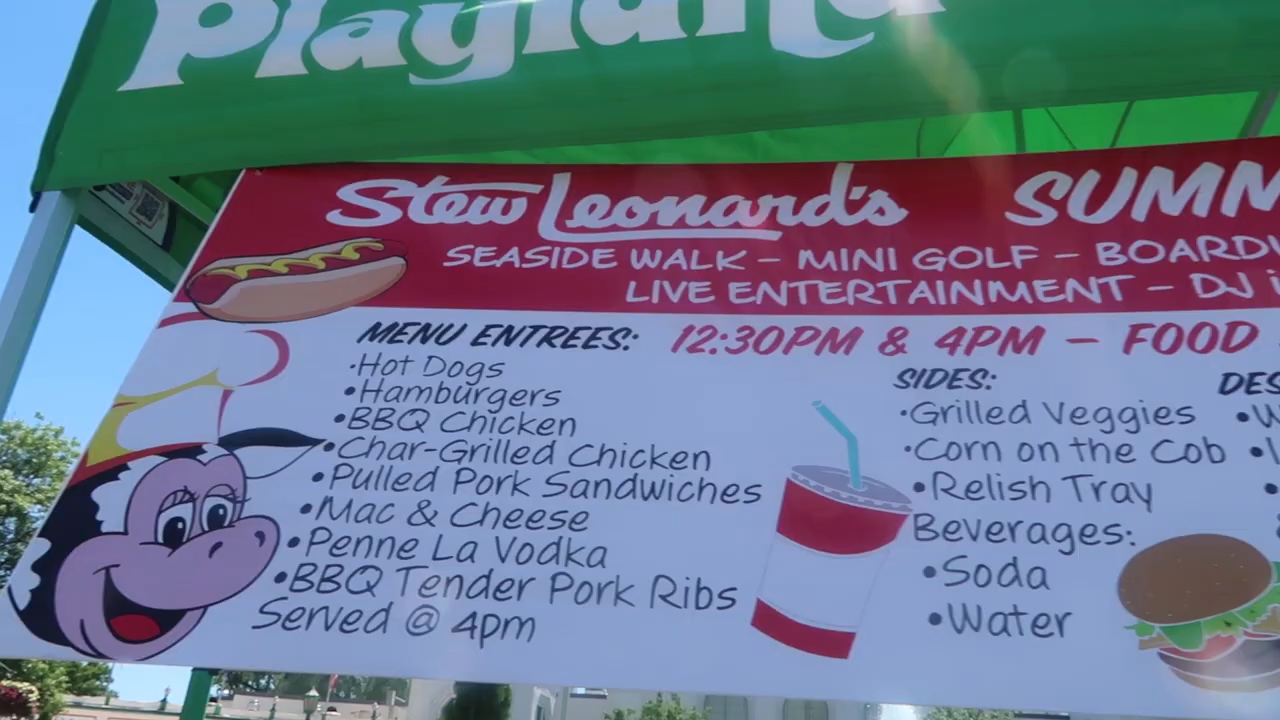 Playland
Stew Leonard's SUMM
SEASIDE WALK - MINI GOLF - BOARD
LIVE ENTERTAINMENT - DJ
MENU ENTREES: 12:30PM & 4PM - FOOD
•Hot Dogs
•Hamburgers
•BBQ Chicken
•Char-Grilled Chicken
•Pulled Pork Sandwiches
•Mac & Cheese
•Penne La Vodka
•BBQ Tender Pork Ribs
Served @ 4pm
SIDES:
•Grilled Veggies
•Corn on the Cob
•Relish Tray
Beverages:
•Soda
•Water
DES